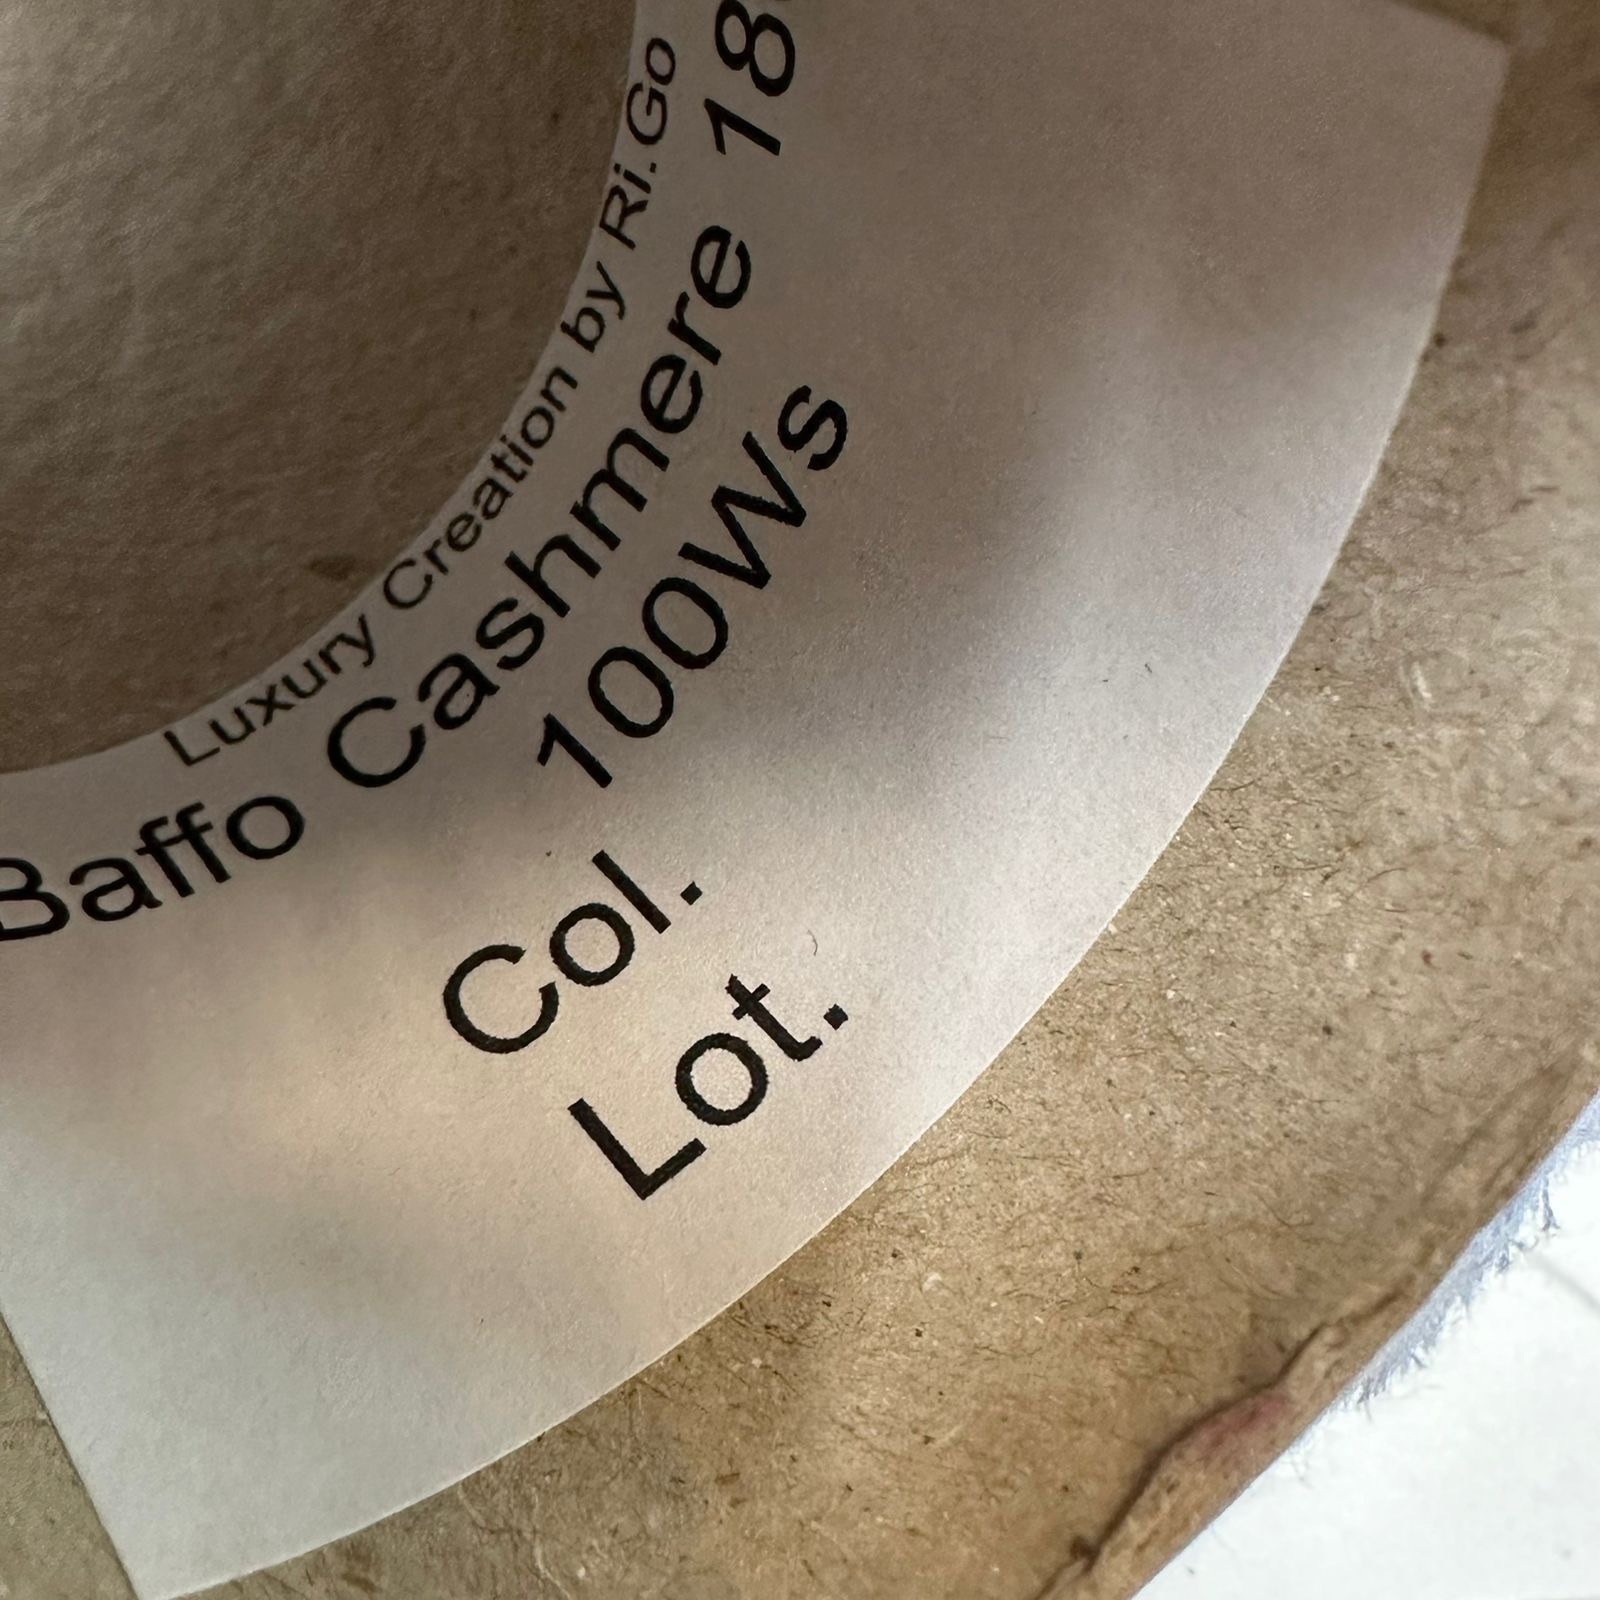 Luxury Creation by Ri.Go
Baffo Cashmere 18
Col. 100Ws
Lot.